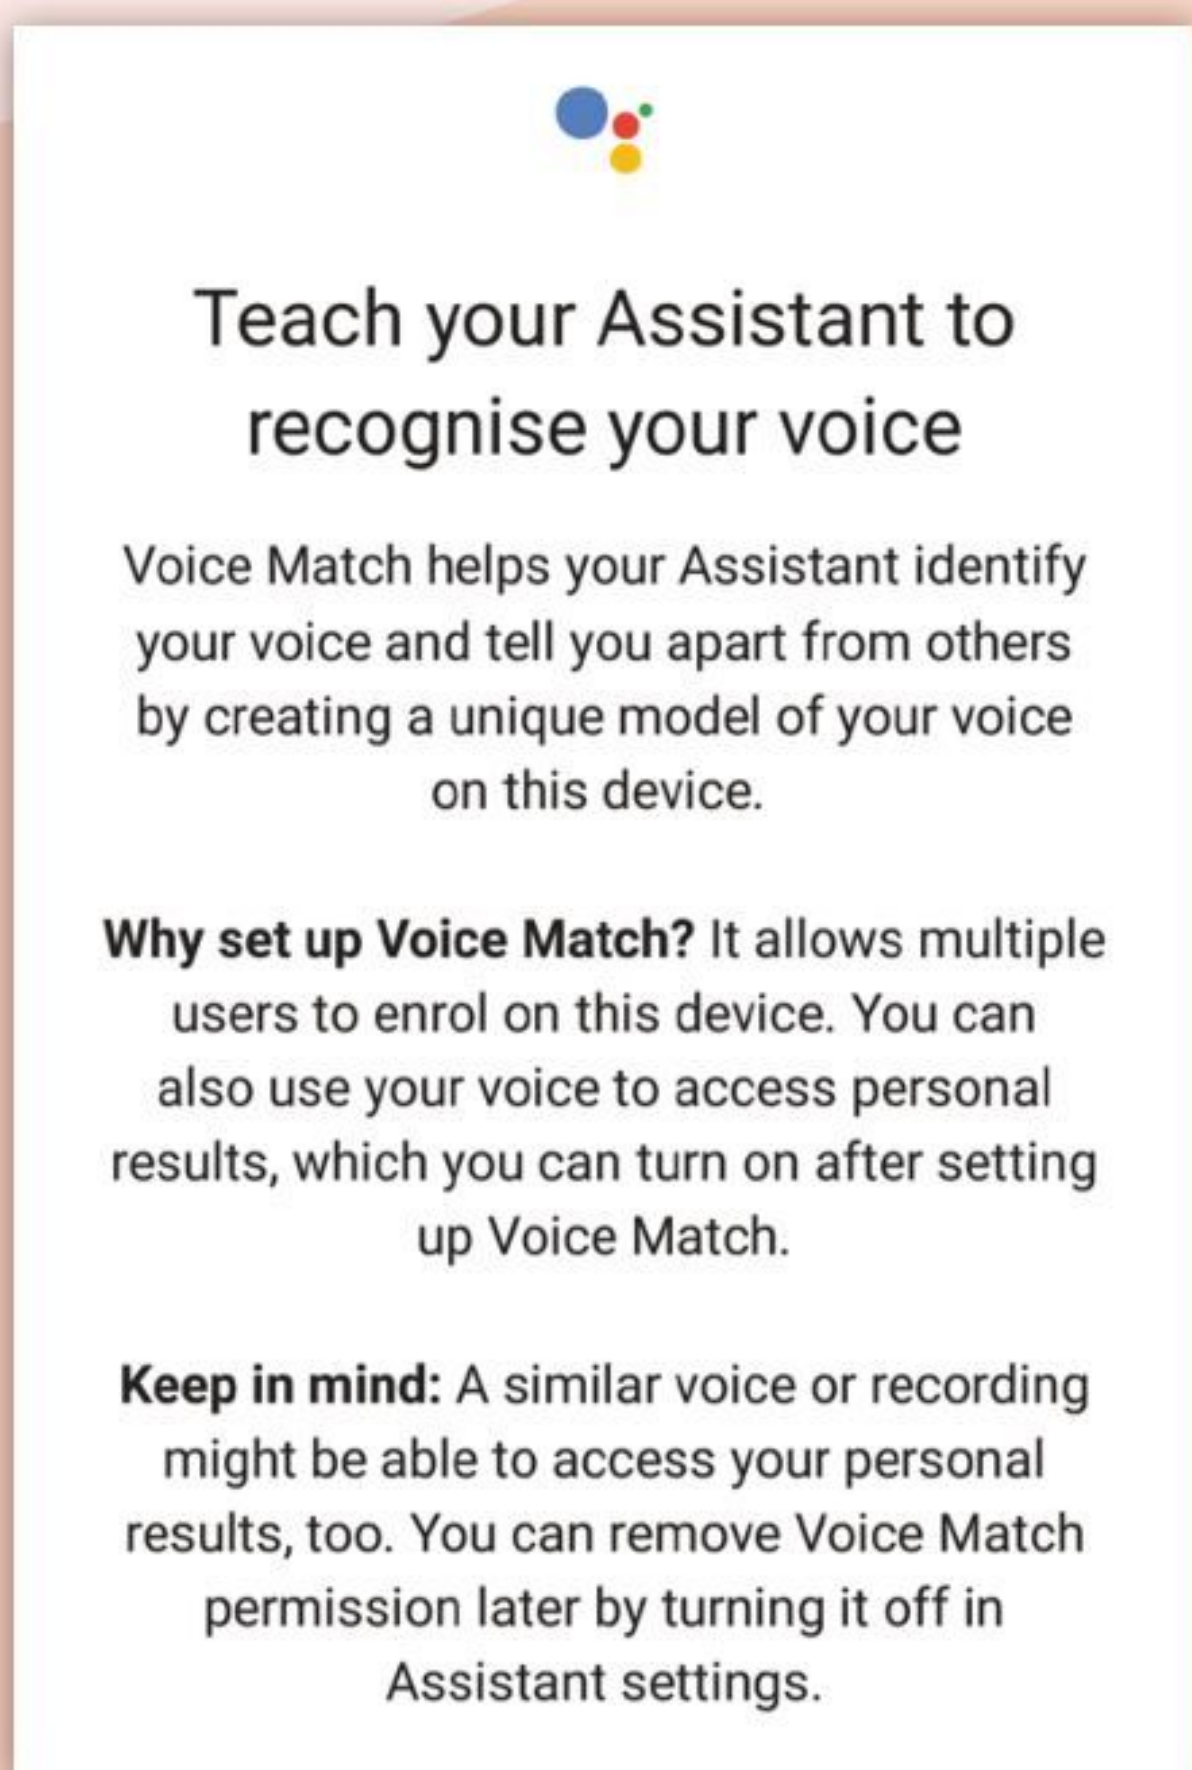 Teach your Assistant to
recognise your voice
Voice Match helps your Assistant identify
your voice and tell you apart from others
by creating a unique model of your voice
on this device.
Why set up Voice Match? It allows multiple
users to enrol on this device. You can
also use your voice to access personal
results, which you can turn on after setting
up Voice Match.
Keep in mind: A similar voice or recording
might be able to access your personal
results, too. You can remove Voice Match
permission later by turning it off in
Assistant settings.